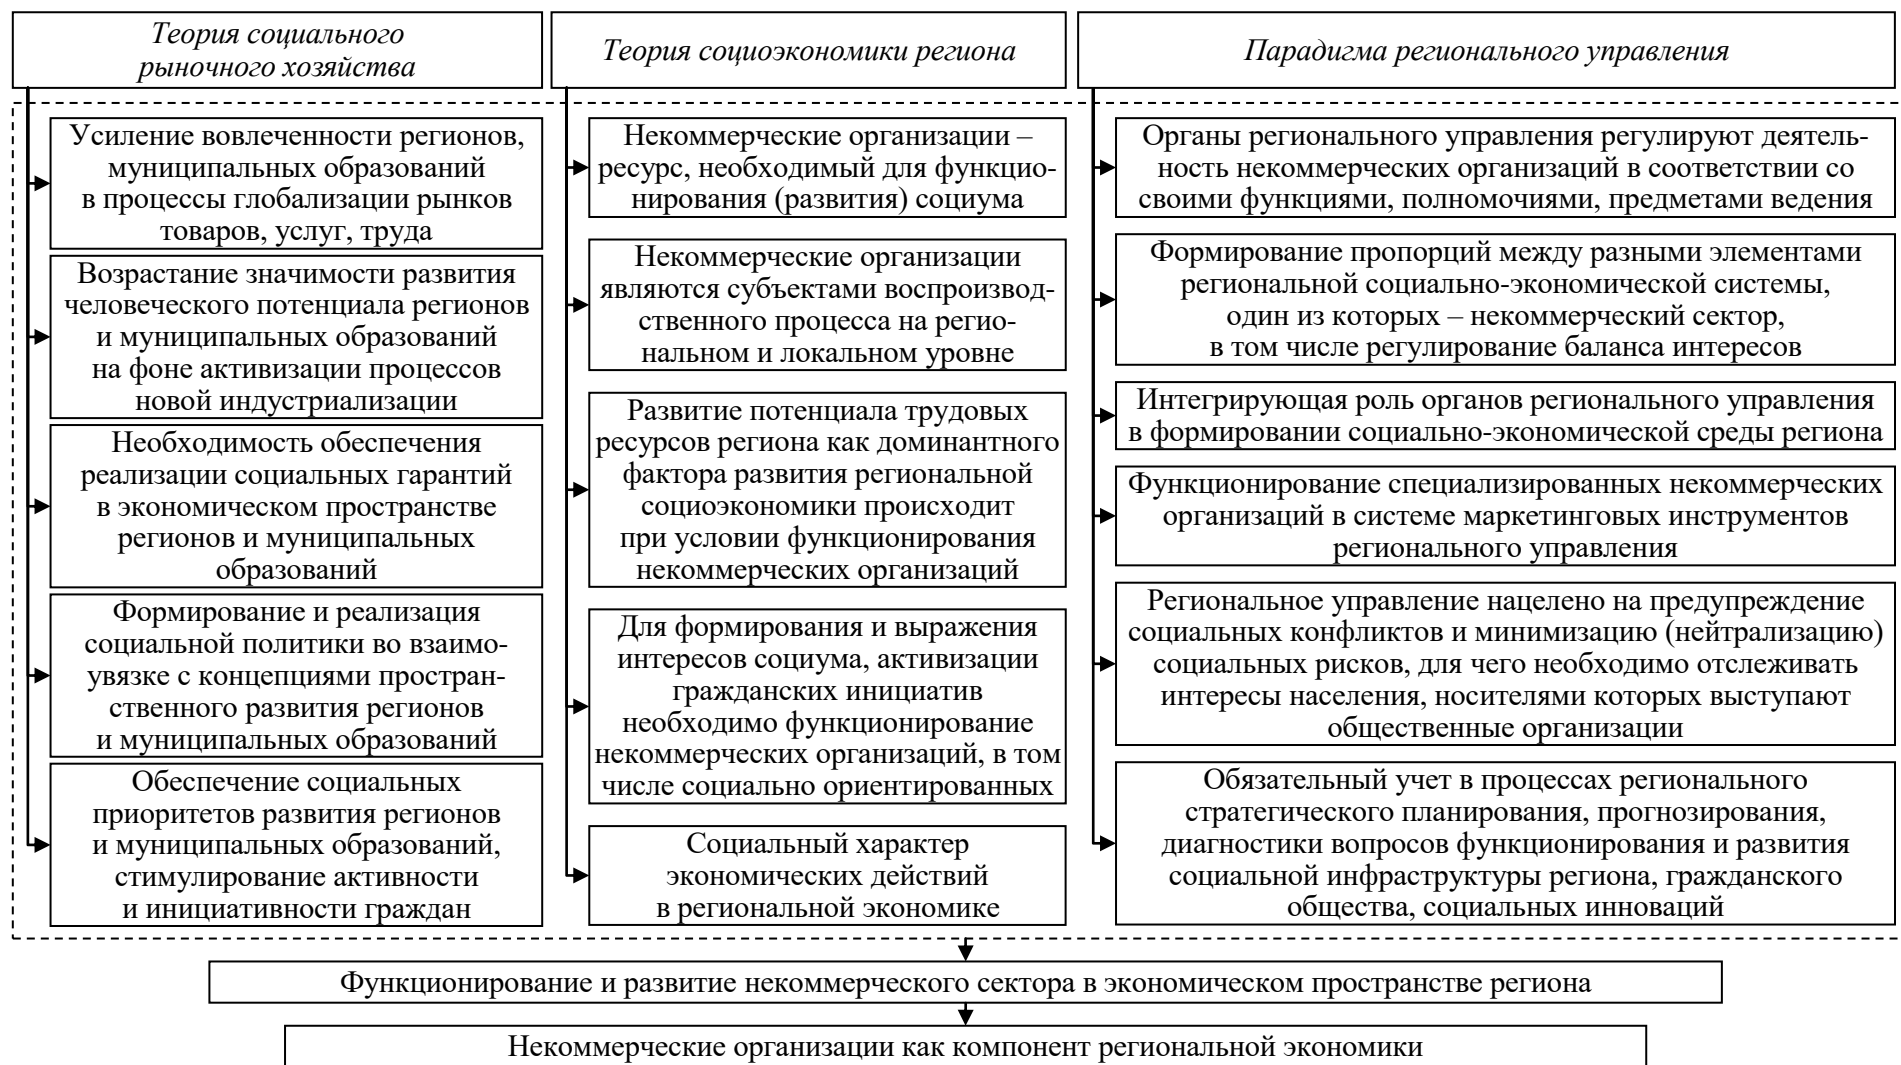 Теория социального
рыночного хозяйства
Усиление вовлеченности регионов,
муниципальных образований
в процессы глобализации рынков
товаров, услуг, труда
Возрастание значимости развития
человеческого потенциала регионов
и муниципальных образований
на фоне активизации процессов
новой индустриализации
Необходимость обеспечения
реализации социальных гарантий
в экономическом пространстве
регионов и муниципальных
образований
Формирование и реализация
социальной политики во взаимо-
увязке с концепциями простран-
ственного развития регионов
и муниципальных образований
Обеспечение социальных
приоритетов развития регионов
и муниципальных образований,
стимулирование активности
и инициативности граждан
Теория социоэкономики региона
Некоммерческие организации –
ресурс, необходимый для функцио-
нирования (развития) социума
Некоммерческие организации
являются субъектами воспроизвод-
ственного процесса на регио-
нальном и локальном уровне
Развитие потенциала трудовых
ресурсов региона как доминантного
фактора развития региональной
социоэкономики происходит
при условии функционирования
некоммерческих организаций
Для формирования и выражения
интересов социума, активизации
гражданских инициатив
необходимо функционирование
некоммерческих организаций, в том
числе социально ориентированных
Социальный характер
экономических действий
в региональной экономике
Парадигма регионального управления
Органы регионального управления регулируют деятель-
ность некоммерческих организаций в соответствии со
своими функциями, полномочиями, предметами ведения
Формирование пропорций между разными элементами
региональной социально-экономической системы,
один из которых – некоммерческий сектор,
в том числе регулирование баланса интересов
Интегрирующая роль органов регионального управления
в формировании социально-экономической среды региона
Функционирование специализированных некоммерческих
организаций в системе маркетинговых инструментов
регионального управления
Региональное управление нацелено на предупреждение
социальных конфликтов и минимизацию (нейтрализацию)
социальных рисков, для чего необходимо отслеживать
интересы населения, носителями которых выступают
общественные организации
Обязательный учет в процессах регионального
стратегического планирования, прогнозирования,
диагностики вопросов функционирования и развития
социальной инфраструктуры региона, гражданского
общества, социальных инноваций
Функционирование и развитие некоммерческого сектора в экономическом пространстве региона
Некоммерческие организации как компонент региональной экономики